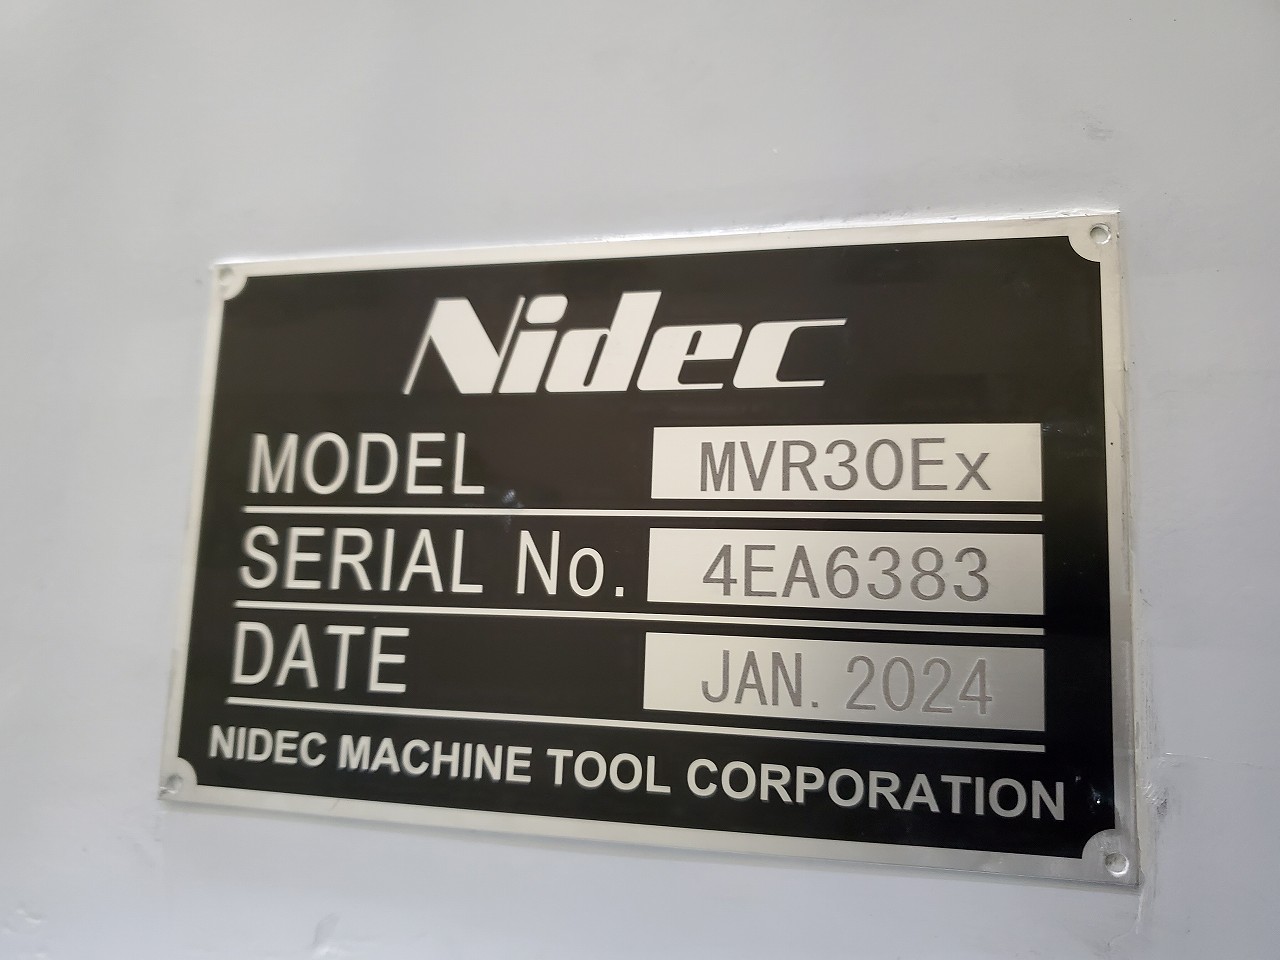 Nidec
MODEL MVR30Ex
SERIAL No. 4EA6383
DATE JAN. 2024
NIDEC MACHINE TOOL CORPORATION